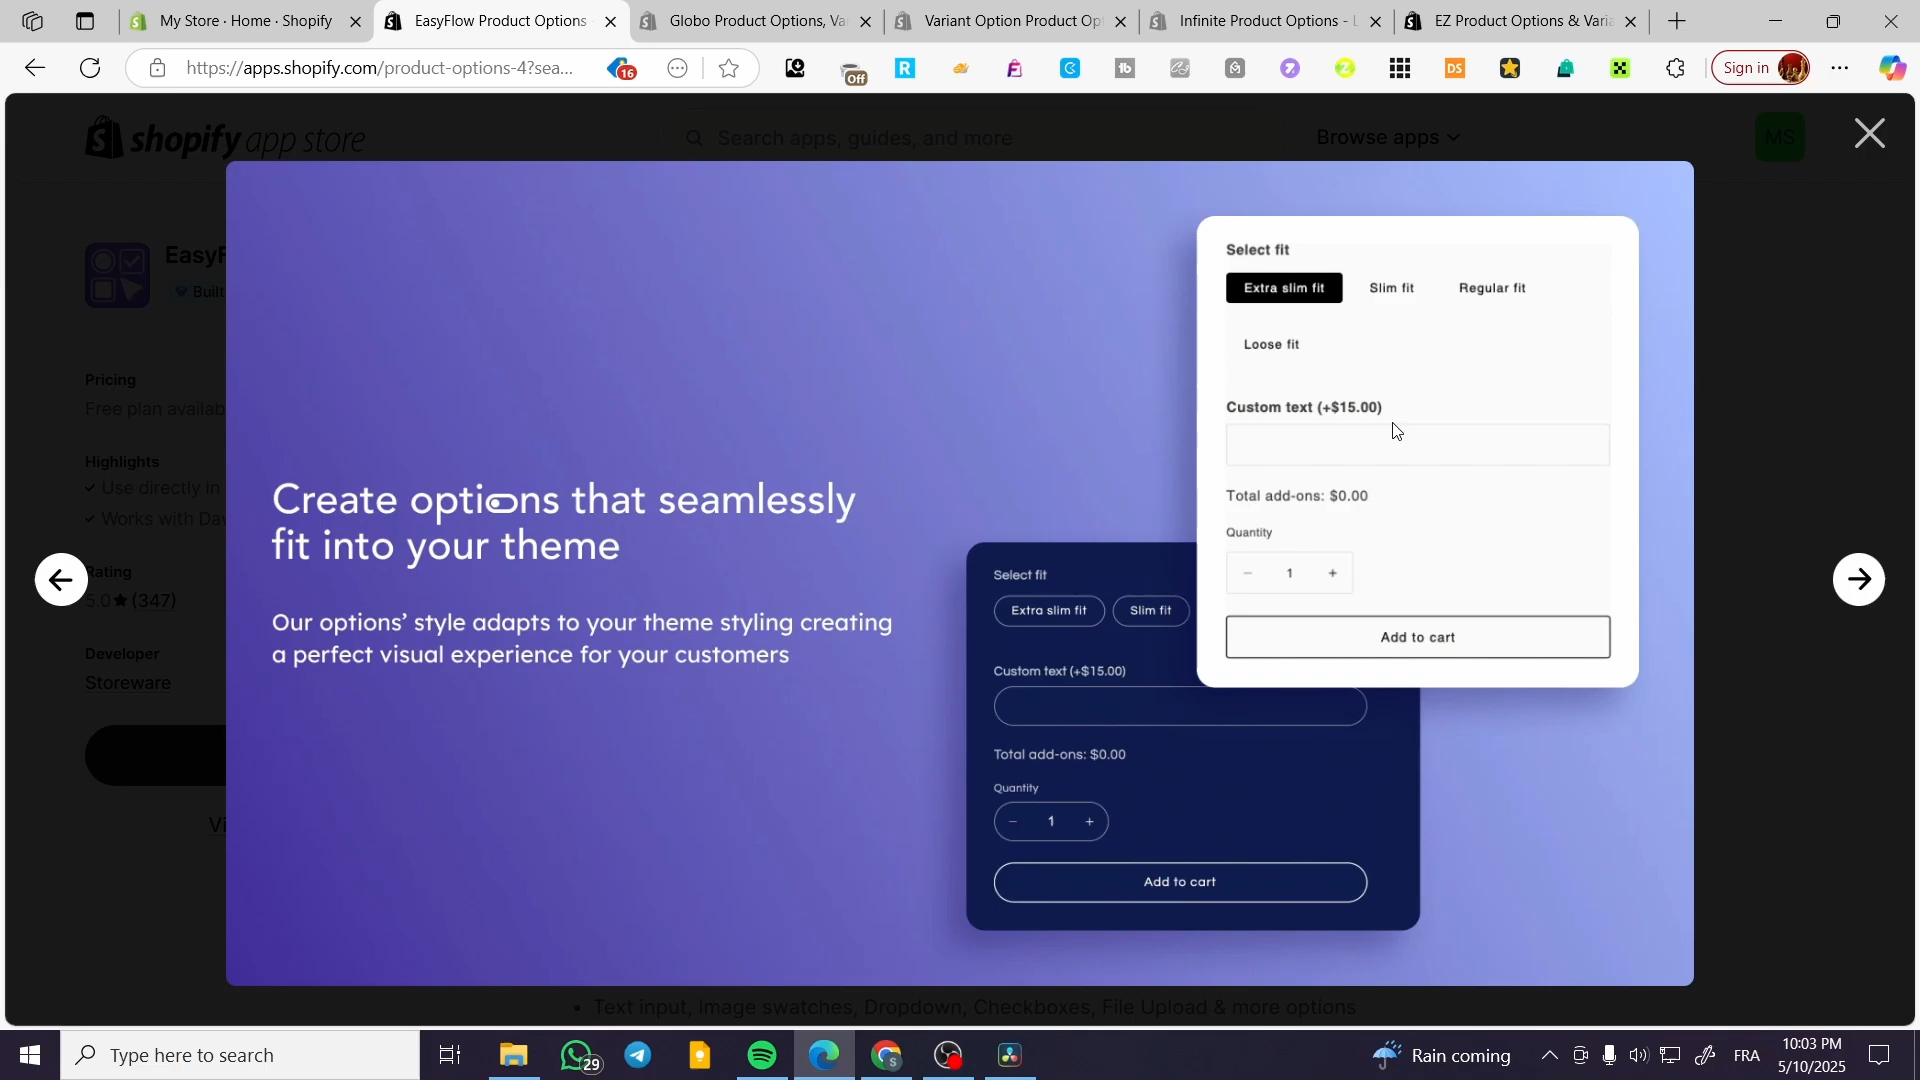 My Store · Home · Shopify
EasyFlow Product Options
Globo Product Options, Va
Variant Option Product Op
Infinite Product Options - L
EZ Product Options & Varia
https://apps.shopify.com/product-options-4?sea...
16
Off
Sign in
shopify app store
Search apps, guides, and more
Browse apps
MS
EasyF
Built
Pricing
Free plan availab
Highlights
Use directly in
Works with Da
Rating
5.0★ (347)
Developer
Storeware
Vi
Create options that seamlessly
fit into your theme
Our options’ style adapts to your theme styling creating
a perfect visual experience for your customers
Select fit
Extra slim fit
Slim fit
Regular fit
Loose fit
Custom text (+$15.00)
Total add-ons: $0.00
Quantity
− 1 +
Add to cart
Select fit
Extra slim fit
Slim fit
Custom text (+$15.00)
Total add-ons: $0.00
Quantity
− 1 +
Add to cart
• Text input, Image swatches, Dropdown, Checkboxes, File Upload & more options
Type here to search
29
Rain coming
FRA
10:03 PM
5/10/2025